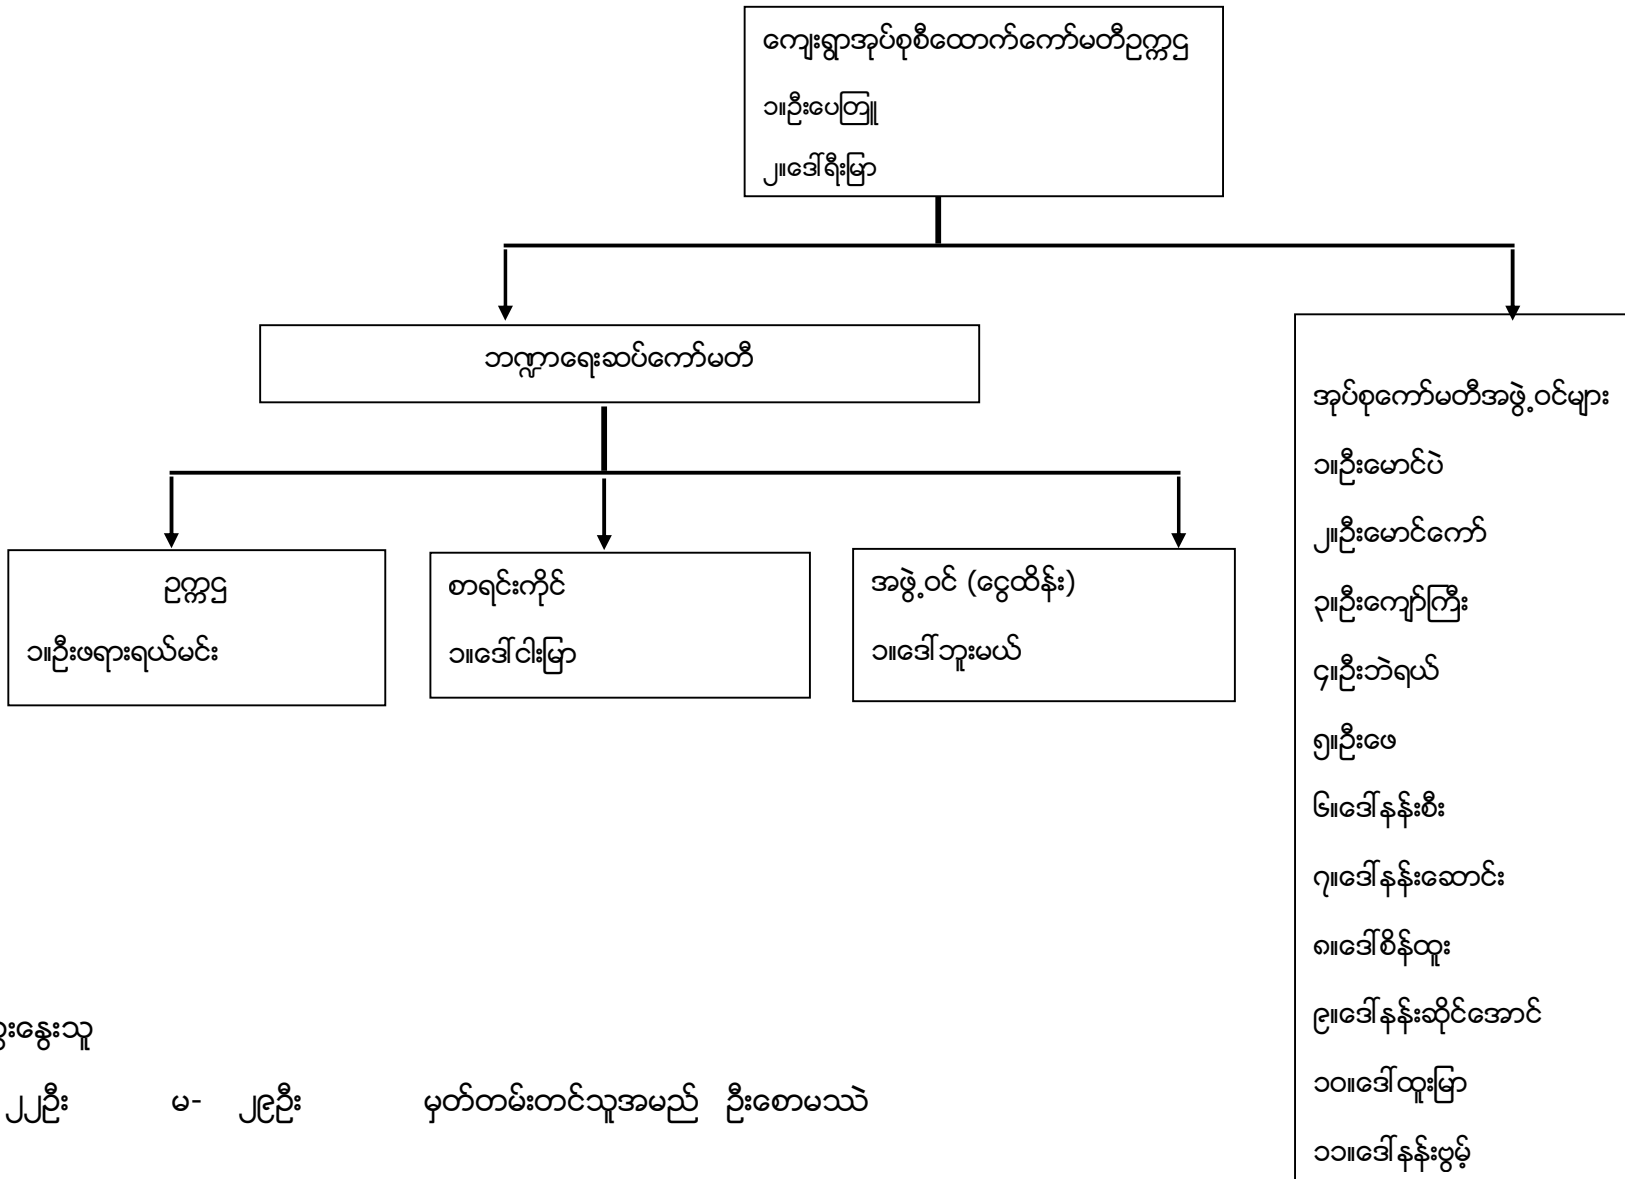 ကျေးရွာအုပ်စုစီထောက်ကော်မတီဥက္ကဌ
၁။ဦးပေတြူ
၂။ဒေါ်ရီးမြာ
ဘဏ္ဍာရေးဆပ်ကော်မတီ
ဥက္ကဌ
၁။ဦးဖရားရယ်မင်း
စာရင်းကိုင်
၁။ဒေါ်ငါးမြာ
အဖွဲ့ဝင် (ငွေထိန်း)
၁။ဒေါ်ဘူးမယ်
အုပ်စုကော်မတီအဖွဲ့ဝင်များ
၁။ဦးမောင်ပဲ
၂။ဦးမောင်ကော်
၃။ဦးကျော်ကြီး
၄။ဦးဘဲရယ်
၅။ဦးဖေ
၆။ဒေါ်နန်းစီး
၇။ဒေါ်နန်းဆောင်း
၈။ဒေါ်စိန်ထူး
၉။ဒေါ်နန်းဆိုင်အောင်
၁၀။ဒေါ်ထူးမြာ
၁၁။ဒေါ်နန်းဗွမ့်
နွေးသူ
၂၂ဦး မ- ၂၉ဦး မှတ်တမ်းတင်သူအမည် ဦးစောမသဲ